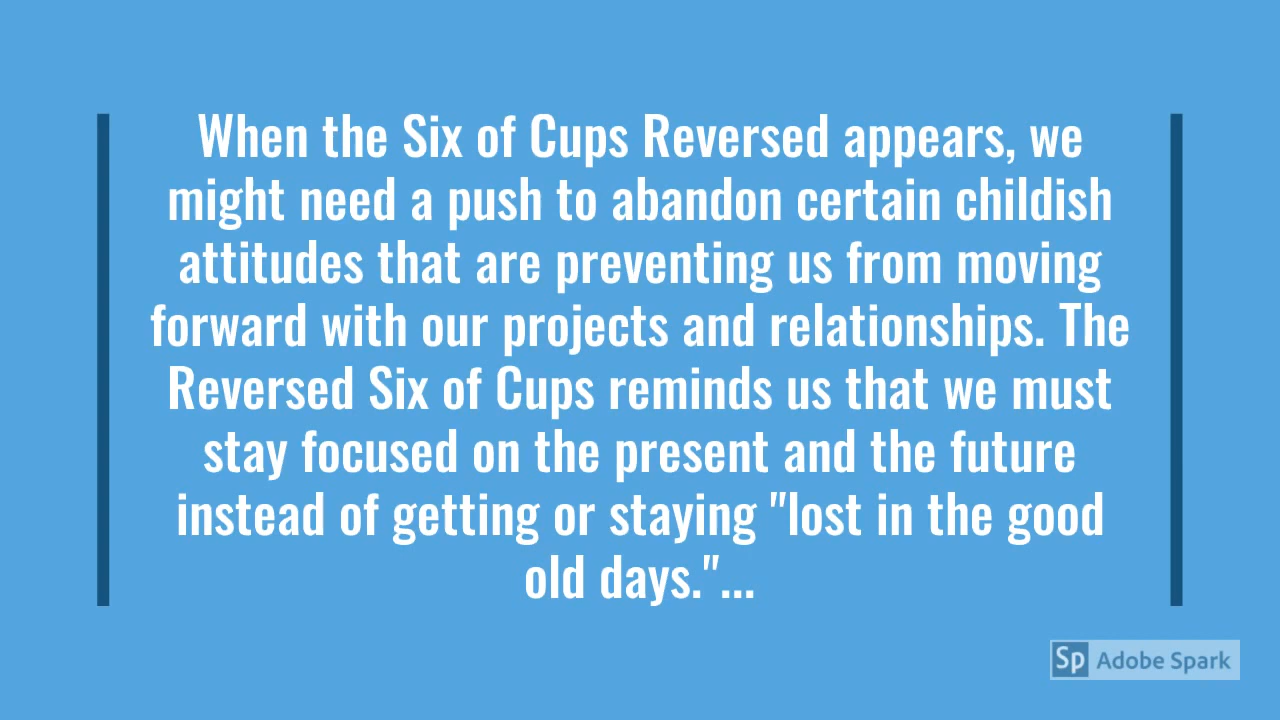 When the Six of Cups Reversed appears, we
might need a push to abandon certain childish
attitudes that are preventing us from moving
forward with our projects and relationships. The
Reversed Six of Cups reminds us that we must
stay focused on the present and the future
instead of getting or staying "lost in the good
old days."...
Sp Adobe Spark